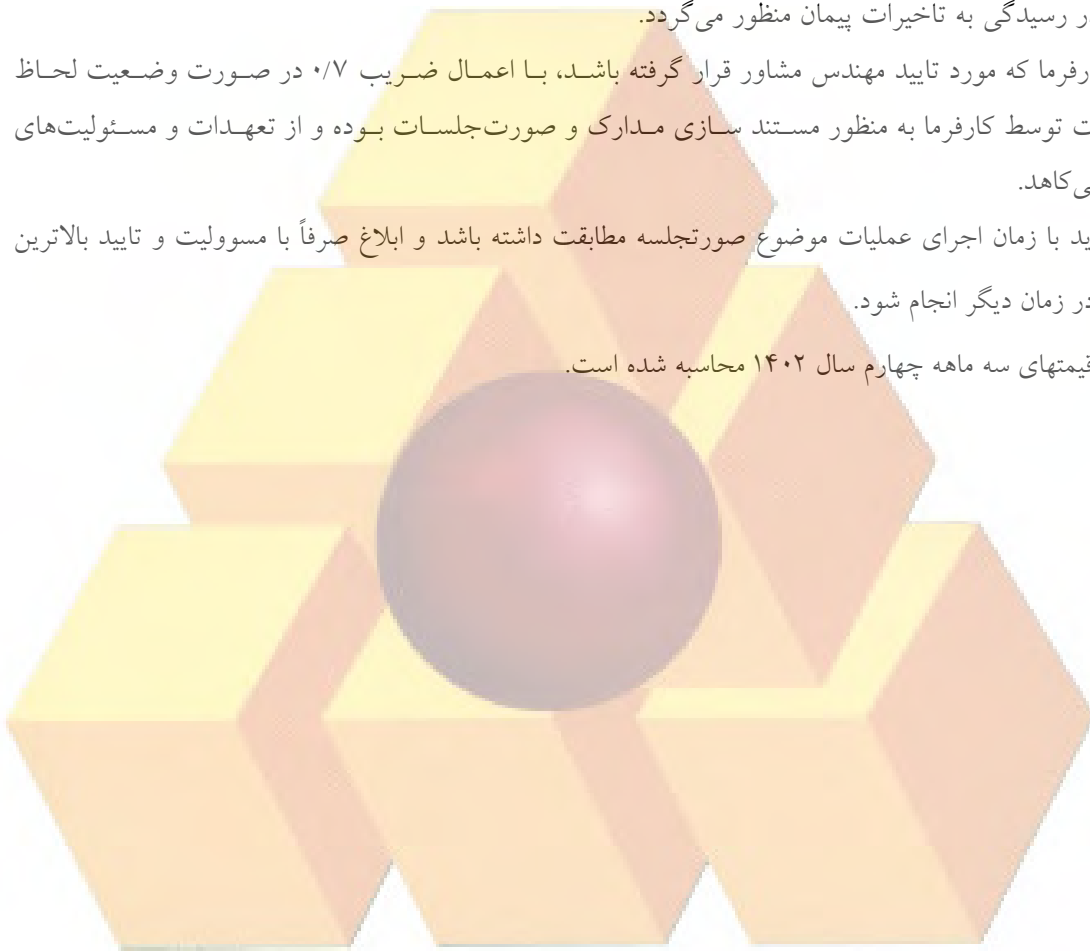 ر رسیدگی به تاخیرات پیمان منظور می‌گردد.
رفرما که مورد تایید مهندس مشاور قرار گرفته باشد، با اعمال ضریب ۰/۷ در صورت وضعیت لحاظ
ت توسط کارفرما به منظور مستند سازی مدارک و صورت‌جلسات بوده و از تعهدات و مسئولیت‌های
ی‌کاهد.
ید با زمان اجرای عملیات موضوع صورتجلسه مطابقت داشته باشد و ابلاغ صرفاً با مسوولیت و تایید بالاترین
در زمان دیگر انجام شود.
قیمتهای سه ماهه چهارم سال ۱۴۰۲ محاسبه شده است.